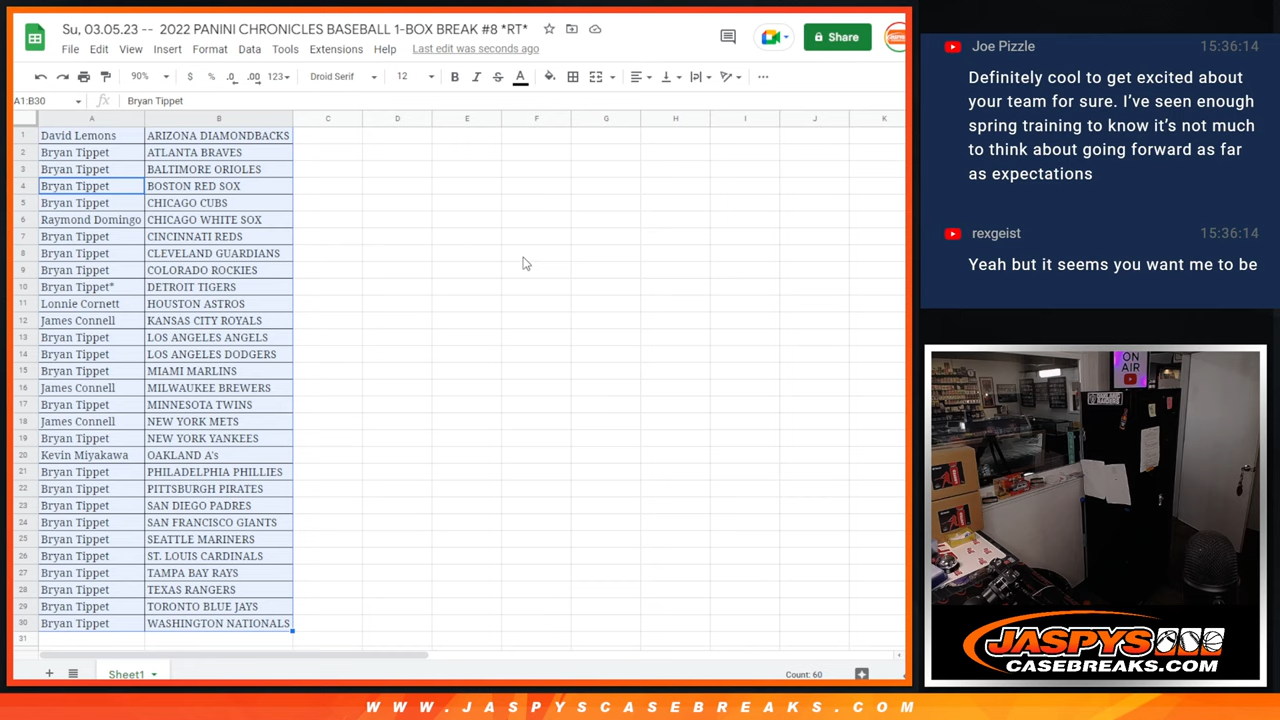 Su, 03.05.23 -- 2022 PANINI CHRONICLES BASEBALL 1-BOX BREAK #8 *RT*
File Edit View Insert Format Data Tools Extensions Help Last edit was seconds ago
Share
90% $ % .0 .00 123 Droid Serif 12 B I S A
A1:B30 fx Bryan Tippet
A B C D E F G H I J K
1 David Lemons ARIZONA DIAMONDBACKS
2 Bryan Tippet ATLANTA BRAVES
3 Bryan Tippet BALTIMORE ORIOLES
4 Bryan Tippet BOSTON RED SOX
5 Bryan Tippet CHICAGO CUBS
6 Raymond Domingo CHICAGO WHITE SOX
7 Bryan Tippet CINCINNATI REDS
8 Bryan Tippet CLEVELAND GUARDIANS
9 Bryan Tippet COLORADO ROCKIES
10 Bryan Tippet* DETROIT TIGERS
11 Lonnie Cornett HOUSTON ASTROS
12 James Connell KANSAS CITY ROYALS
13 Bryan Tippet LOS ANGELES ANGELS
14 Bryan Tippet LOS ANGELES DODGERS
15 Bryan Tippet MIAMI MARLINS
16 James Connell MILWAUKEE BREWERS
17 Bryan Tippet MINNESOTA TWINS
18 James Connell NEW YORK METS
19 Bryan Tippet NEW YORK YANKEES
20 Kevin Miyakawa OAKLAND A's
21 Bryan Tippet PHILADELPHIA PHILLIES
22 Bryan Tippet PITTSBURGH PIRATES
23 Bryan Tippet SAN DIEGO PADRES
24 Bryan Tippet SAN FRANCISCO GIANTS
25 Bryan Tippet SEATTLE MARINERS
26 Bryan Tippet ST. LOUIS CARDINALS
27 Bryan Tippet TAMPA BAY RAYS
28 Bryan Tippet TEXAS RANGERS
29 Bryan Tippet TORONTO BLUE JAYS
30 Bryan Tippet WASHINGTON NATIONALS
31
Sheet1
Count: 60
Joe Pizzle 15:36:14
Definitely cool to get excited about
your team for sure. I've seen enough
spring training to know it's not much
to think about going forward as far
as expectations
rexgeist 15:36:14
Yeah but it seems you want me to be
ON
AIR
JASPYS
CASEBREAKS.COM
WWW.JASPYSCASEBREAKS.COM